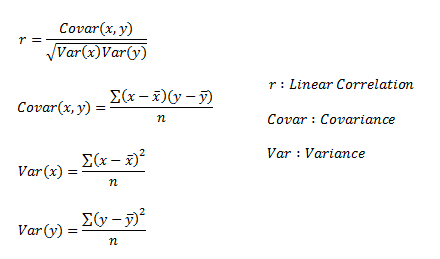 r = Covar(x, y) / √Var(x)Var(y)
Covar(x, y) = ∑(x − x̄)(y − ȳ) / n
Var(x) = ∑(x − x̄)² / n
Var(y) = ∑(y − ȳ)² / n
r : Linear Correlation
Covar : Covariance
Var : Variance